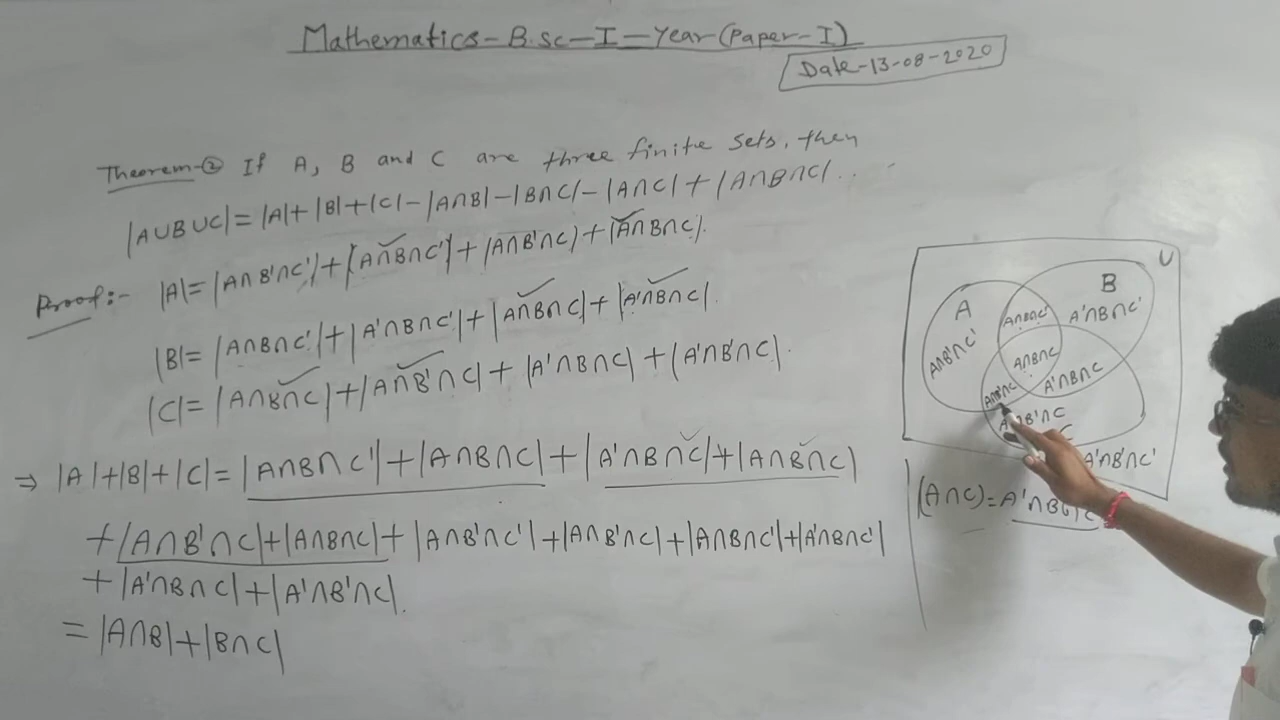 Mathematics-B.sc-I-Year(Paper-I)
Date-13-08-2020
Theorem-② If A, B and C are three finite sets, then
|A∪B∪C|=|A|+|B|+|C|-|A∩B|-|B∩C|-|A∩C|+|A∩B∩C|..
Proof:- |A|=|A∩B'∩C'|+|A∩B∩C'|+|A∩B'∩C|+|A∩B∩C|.
|B|=|A∩B∩C'|+|A'∩B∩C'|+|A∩B∩C|+|A'∩B∩C|.
|C|=|A∩B∩C|+|A∩B'∩C|+|A'∩B∩C|+|A'∩B'∩C|.
⇒ |A|+|B|+|C|=|A∩B∩C'|+|A∩B∩C|+|A'∩B∩C|+|A∩B∩C|
+|A∩B'∩C|+|A∩B∩C|+|A∩B'∩C'|+|A∩B'∩C|+|A∩B∩C'|+|A'∩B∩C'|
+|A'∩B∩C|+|A'∩B'∩C|.
=|A∩B|+|B∩C|
U
A
B
A∩B'∩C'
A∩B∩C'
A'∩B∩C'
A∩B∩C
A'∩B∩C
A∩B'∩C
A'∩B'∩C'
(A∩C)=